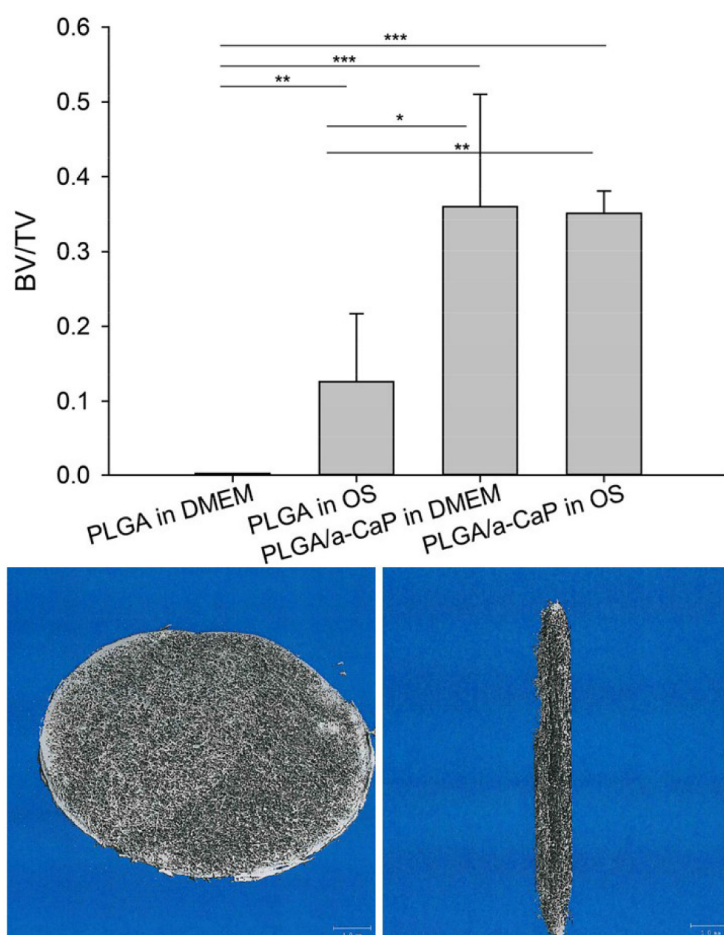 0.6
***
***
0.5
**
*
0.4
**
BV/TV
0.3
0.2
0.1
0.0
PLGA in DMEM
PLGA in OS
PLGA/a-CaP in DMEM
PLGA/a-CaP in OS